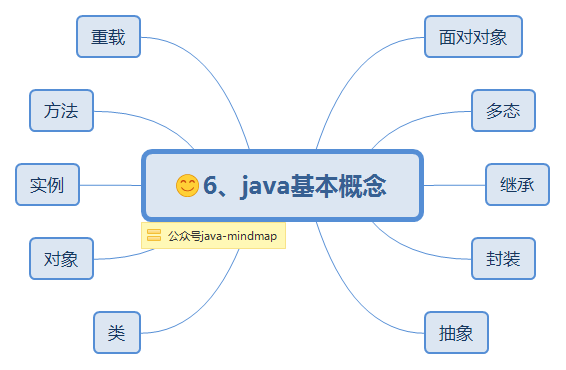 重载
面对对象
方法
多态
6、java基本概念
实例
继承
公众号java-mindmap
对象
封装
类
抽象